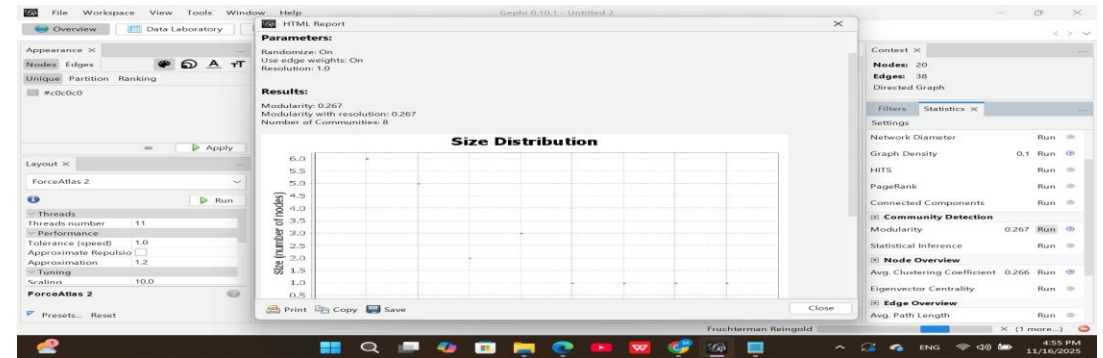 File Workspace View Tools Window Help
Gephi 0.10.1 - Untitled 2
Overview
Data Laboratory
Appearance
Nodes Edges
Unique Partition Ranking
#c0c0c0
Apply
Layout
ForceAtlas 2
Run
Threads
Threads number 11
Performance
Tolerance (speed) 1.0
Approximate Repulsio
Approximation 1.2
Tuning
Scaling 10.0
ForceAtlas 2
Presets... Reset
HTML Report
Parameters:
Randomize: On
Use edge weights: On
Resolution: 1.0
Results:
Modularity: 0.267
Modularity with resolution: 0.267
Number of Communities: 8
Size Distribution
Size (number of nodes)
6.0
5.5
5.0
4.5
4.0
3.5
3.0
2.5
2.0
1.5
1.0
0.5
Print Copy Save
Close
Context
Nodes: 20
Edges: 38
Directed Graph
Filters Statistics
Settings
Network Diameter Run
Graph Density 0.1 Run
HITS Run
PageRank Run
Connected Components Run
Community Detection
Modularity 0.267 Run
Statistical Inference Run
Node Overview
Avg. Clustering Coefficient 0.266 Run
Eigenvector Centrality Run
Edge Overview
Avg. Path Length Run
Fruchterman Reingold
(1 more...)
ENG
4:55 PM
11/16/2025